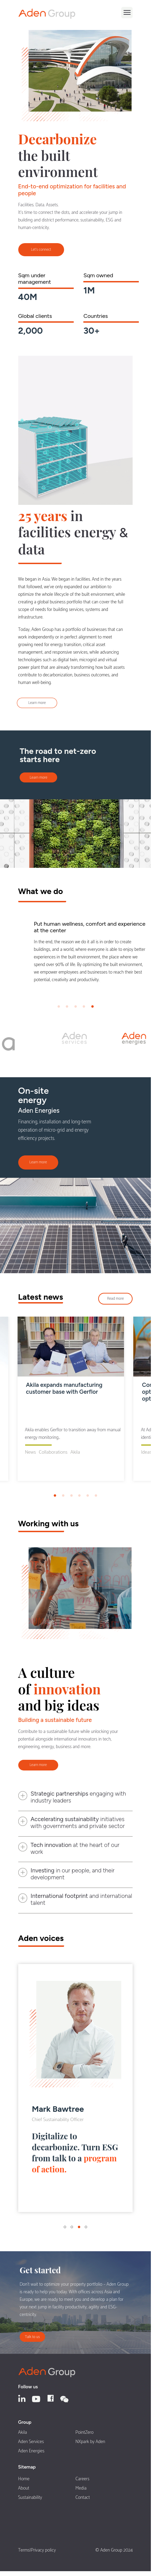 Aden Group
Decarbonize
the built
environment
End-to-end optimization for facilities and
people
Facilities. Daily. Assets.
It's time to connect the dots, and accelerate your jump in
building and district performance, sustainability, ESG and
human-centricity.
Let's connect
Sqm under
management
40M
Sqm owned
1M
Global clients
2,000
Countries
30+
25 years in
facilities energy &
data
We began in Asia. We began in facilities. And in the years
that followed, we've only expanded our ambition to
optimize the whole lifecycle of the built environment, while
creating a global business portfolio that can cover the full
scope of needs for building services, systems and
infrastructure.
Today, Aden Group has a portfolio of businesses that can
work independently or in perfect alignment to meet
growing need for energy transition, critical asset
management, and responsive services, while advancing
technologies such as digital twin, microgrid and virtual
power plant that are already transforming how built assets
contribute to decarbonization, business outcomes, and
human well-being.
Learn more
The road to net-zero
starts here
Learn more
What we do
Put human wellness, comfort and experience
at the center
In the end, the reason we do it all is in order to create
buildings, and a world, where everyone is able to enjoy better
experiences in the built environment, the place where we
spend over 90% of life. By optimizing the built environment,
we empower employees and businesses to reach their best
potential, creativity and productivity.
Aden
services
Aden
energies
On-site
energy
Aden Energies
Financing, installation and long-term
operation of micro-grid and energy
efficiency projects.
Learn more
Latest news
Read news
Akila expands manufacturing
customer base with Gerflor
Akila enables Gerflor to transition away from manual
energy monitoring.
News Collaborations Akila
Working with us
A culture
of innovation
and big ideas
Building a sustainable future
Contribute to a sustainable future while unlocking your
potential alongside international innovators in tech,
engineering, energy, business and more.
Learn more
Strategic partnerships engaging with
industry leaders
Accelerating sustainability initiatives
with governments and private sector
Tech innovation at the heart of our
work
Investing in our people, and their
development
International footprint and international
talent
Aden voices
Mark Bawtree
Chief Sustainability Officer
Digitalize to
decarbonize. Turn ESG
from talk to a program
of action.
Get started
Don't wait to optimize your property portfolio - Aden Group
is ready to help you. With offices across Asia and
Europe, we are ready to meet you and develop a plan for
your next jump in facility productivity, agility and ESG-
centricity.
Talk to us
Aden Group
Follow us
Group
Akila
Aden Services
Aden Energies
PointZero
NXpark by Aden
Sitemap
Home
About
Sustainability
Careers
Media
Contact
Terms|Privacy policy
© Aden Group 2024